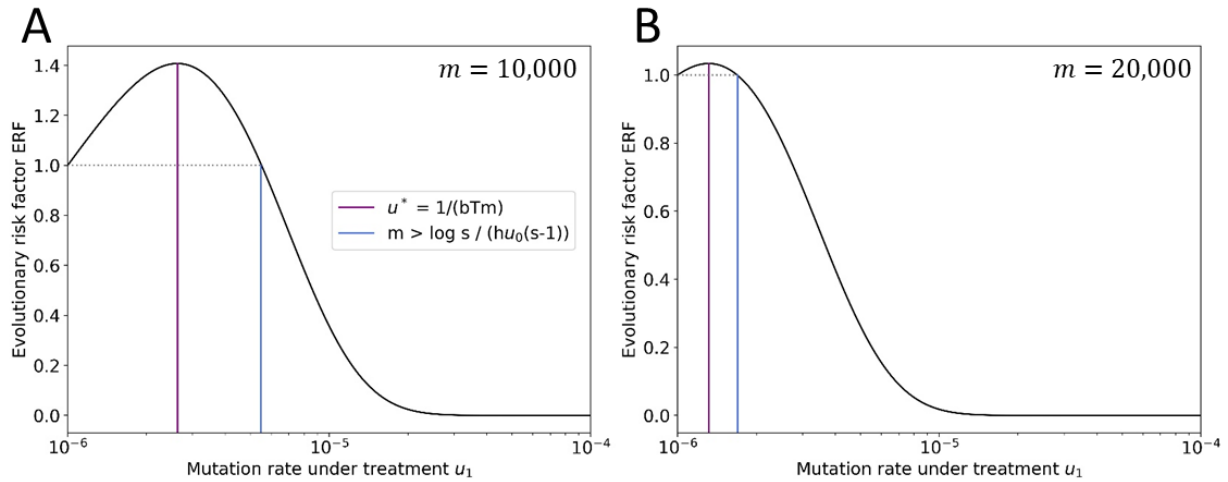 A
m = 10,000
1.4
1.2
1.0
0.8
0.6
0.4
0.2
0.0
Evolutionary risk factor ERF
u* = 1/(bTm)
m > log s / (hu₀(s-1))
10⁻⁶
10⁻⁵
10⁻⁴
Mutation rate under treatment u₁
B
m = 20,000
1.0
0.8
0.6
0.4
0.2
0.0
Evolutionary risk factor ERF
10⁻⁶
10⁻⁵
10⁻⁴
Mutation rate under treatment u₁